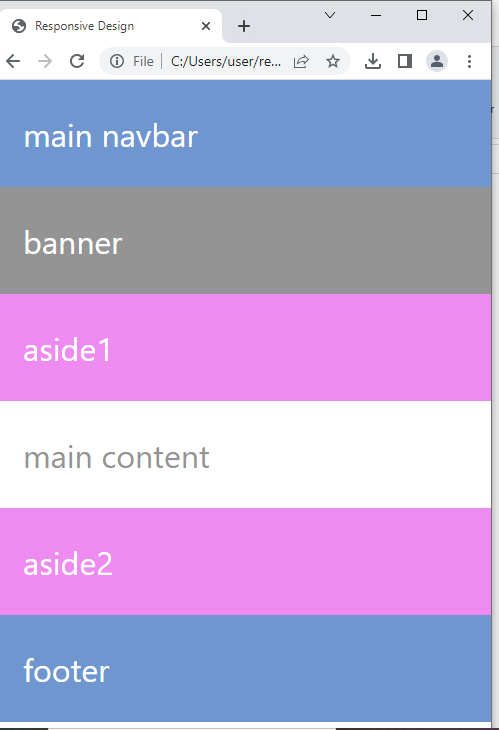 Responsive Design
File C:/Users/user/re...
main navbar
banner
aside1
main content
aside2
footer